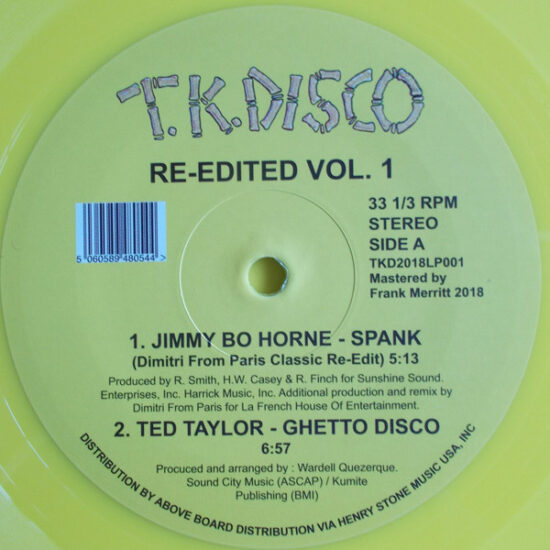 T.K.DISCO
RE-EDITED VOL. 1
33 1/3 RPM
STEREO
SIDE A
TKD2018LP001
Mastered by
Frank Merritt 2018
5 060589 480544 >
1. JIMMY BO HORNE - SPANK
(Dimitri From Paris Classic Re-Edit) 5:13
Produced by R. Smith, H.W. Casey & R. Finch for Sunshine Sound.
Enterprises, Inc. Harrick Music, Inc. Additional production and remix by
Dimitri From Paris for La French House Of Entertainment.
2. TED TAYLOR - GHETTO DISCO
6:57
Procuced and arranged by : Wardell Quezerque.
Sound City Music (ASCAP) / Kumite
Publishing (BMI)
DISTRIBUTION BY ABOVE BOARD DISTRIBUTION VIA HENRY STONE MUSIC USA, INC